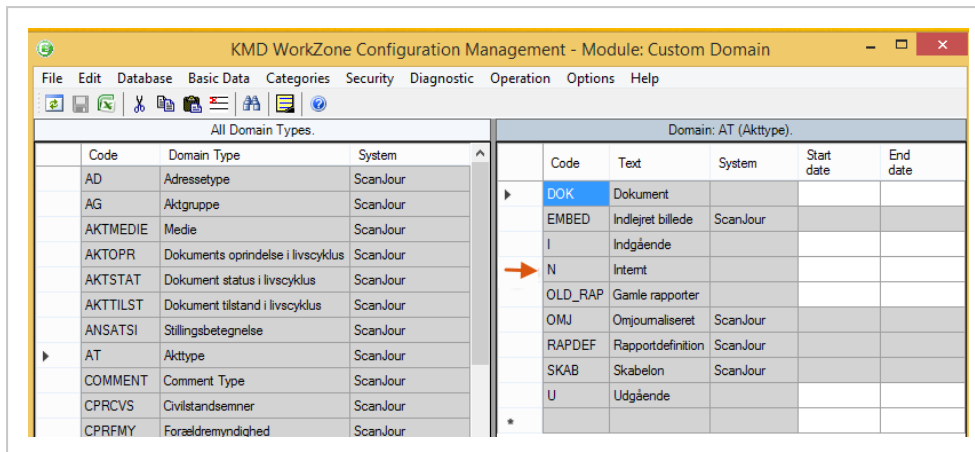 KMD WorkZone Configuration Management - Module: Custom Domain
File Edit Database Basic Data Categories Security Diagnostic Operation Options Help
All Domain Types.
Code Domain Type System
AD Adressetype ScanJour
AG Aktgruppe ScanJour
AKTMEDIE Medie ScanJour
AKTOPR Dokuments oprindelse i livscyklus ScanJour
AKTSTAT Dokument status i livscyklus ScanJour
AKTTILST Dokument tilstand i livscyklus ScanJour
ANSATSI Stillingsbetegnelse ScanJour
AT Akttype ScanJour
COMMENT Comment Type ScanJour
CPRCVS Civilstandsemner ScanJour
CPRFMY Forældremyndighed ScanJour
Domain: AT (Akttype).
Code Text System Start date End date
DOK Dokument
EMBED Indlejret billede ScanJour
I Indgående
N Internt
OLD_RAP Gamle rapporter
OMJ Omjournaliseret ScanJour
RAPDEF Rapportdefinition ScanJour
SKAB Skabelon ScanJour
U Udgående
*